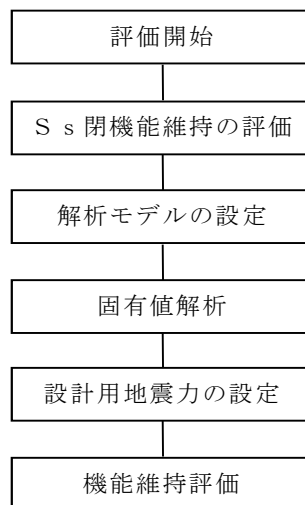 評価開始
Ｓｓ閉機能維持の評価
解析モデルの設定
固有値解析
設計用地震力の設定
機能維持評価